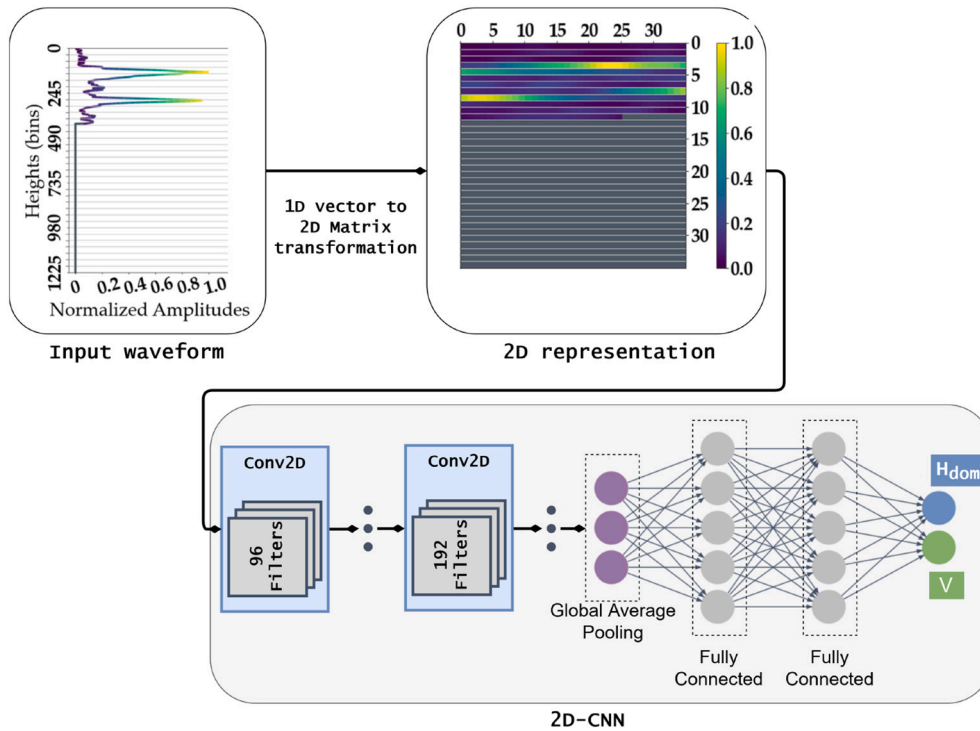 0
245
490
735
980
1225
Heights (bins)
0 0.2 0.4 0.6 0.8 1.0
Normalized Amplitudes
Input waveform
1D vector to
2D Matrix
transformation
0 5 10 15 20 25 30
0
5
10
15
20
25
30
1.0
0.8
0.6
0.4
0.2
0.0
2D representation
Conv2D
96
Filters
Conv2D
192
Filters
Global Average
Pooling
Fully
Connected
Fully
Connected
Hdom
V
2D-CNN